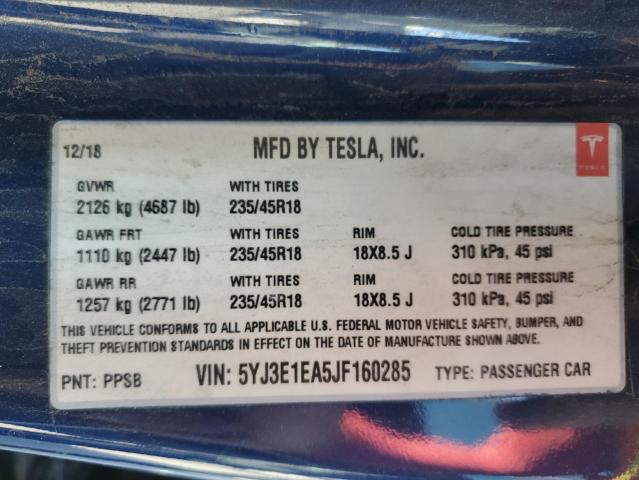 12/18 MFD BY TESLA, INC.
TESLA
GVWR WITH TIRES
2126 kg (4687 lb) 235/45R18
GAWR FRT WITH TIRES RIM COLD TIRE PRESSURE
1110 kg (2447 lb) 235/45R18 18X8.5 J 310 kPa, 45 psi
GAWR RR WITH TIRES RIM COLD TIRE PRESSURE
1257 kg (2771 lb) 235/45R18 18X8.5 J 310 kPa, 45 psi
THIS VEHICLE CONFORMS TO ALL APPLICABLE U.S. FEDERAL MOTOR VEHICLE SAFETY, BUMPER, AND
THEFT PREVENTION STANDARDS IN EFFECT ON THE DATE OF MANUFACTURE SHOWN ABOVE.
PNT: PPSB VIN: 5YJ3E1EA5JF160285 TYPE: PASSENGER CAR